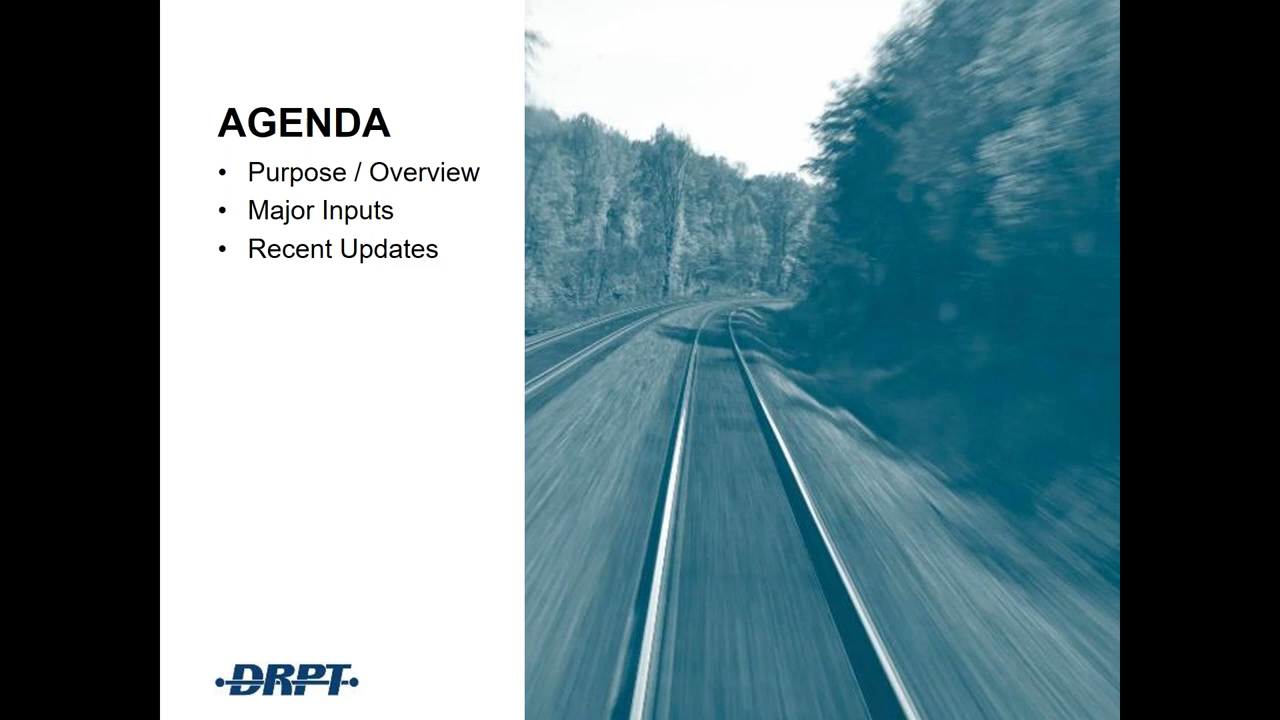 AGENDA
• Purpose / Overview
• Major Inputs
• Recent Updates
DRPT